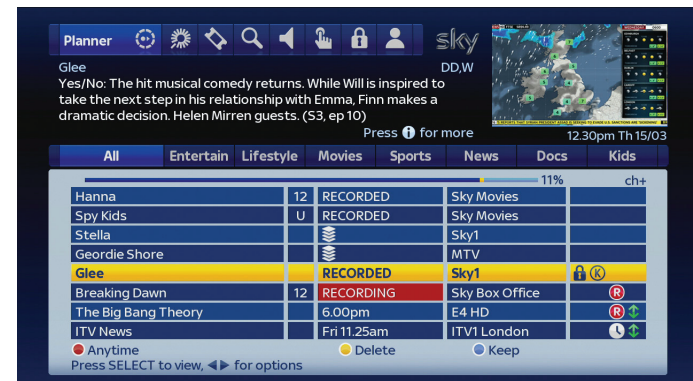 Planner
sky
Glee DD,W
Yes/No: The hit musical comedy returns. While Will is inspired to
take the next step in his relationship with Emma, Finn makes a
dramatic decision. Helen Mirren guests. (S3, ep 10)
Press i for more
12.30pm Th 15/03
All Entertain Lifestyle Movies Sports News Docs Kids
11% ch+
Hanna 12 RECORDED Sky Movies
Spy Kids U RECORDED Sky Movies
Stella Sky1
Geordie Shore MTV
Glee RECORDED Sky1 K
Breaking Dawn 12 RECORDING Sky Box Office R
The Big Bang Theory 6.00pm E4 HD R
ITV News Fri 11.25am ITV1 London
Anytime Delete Keep
Press SELECT to view, for options